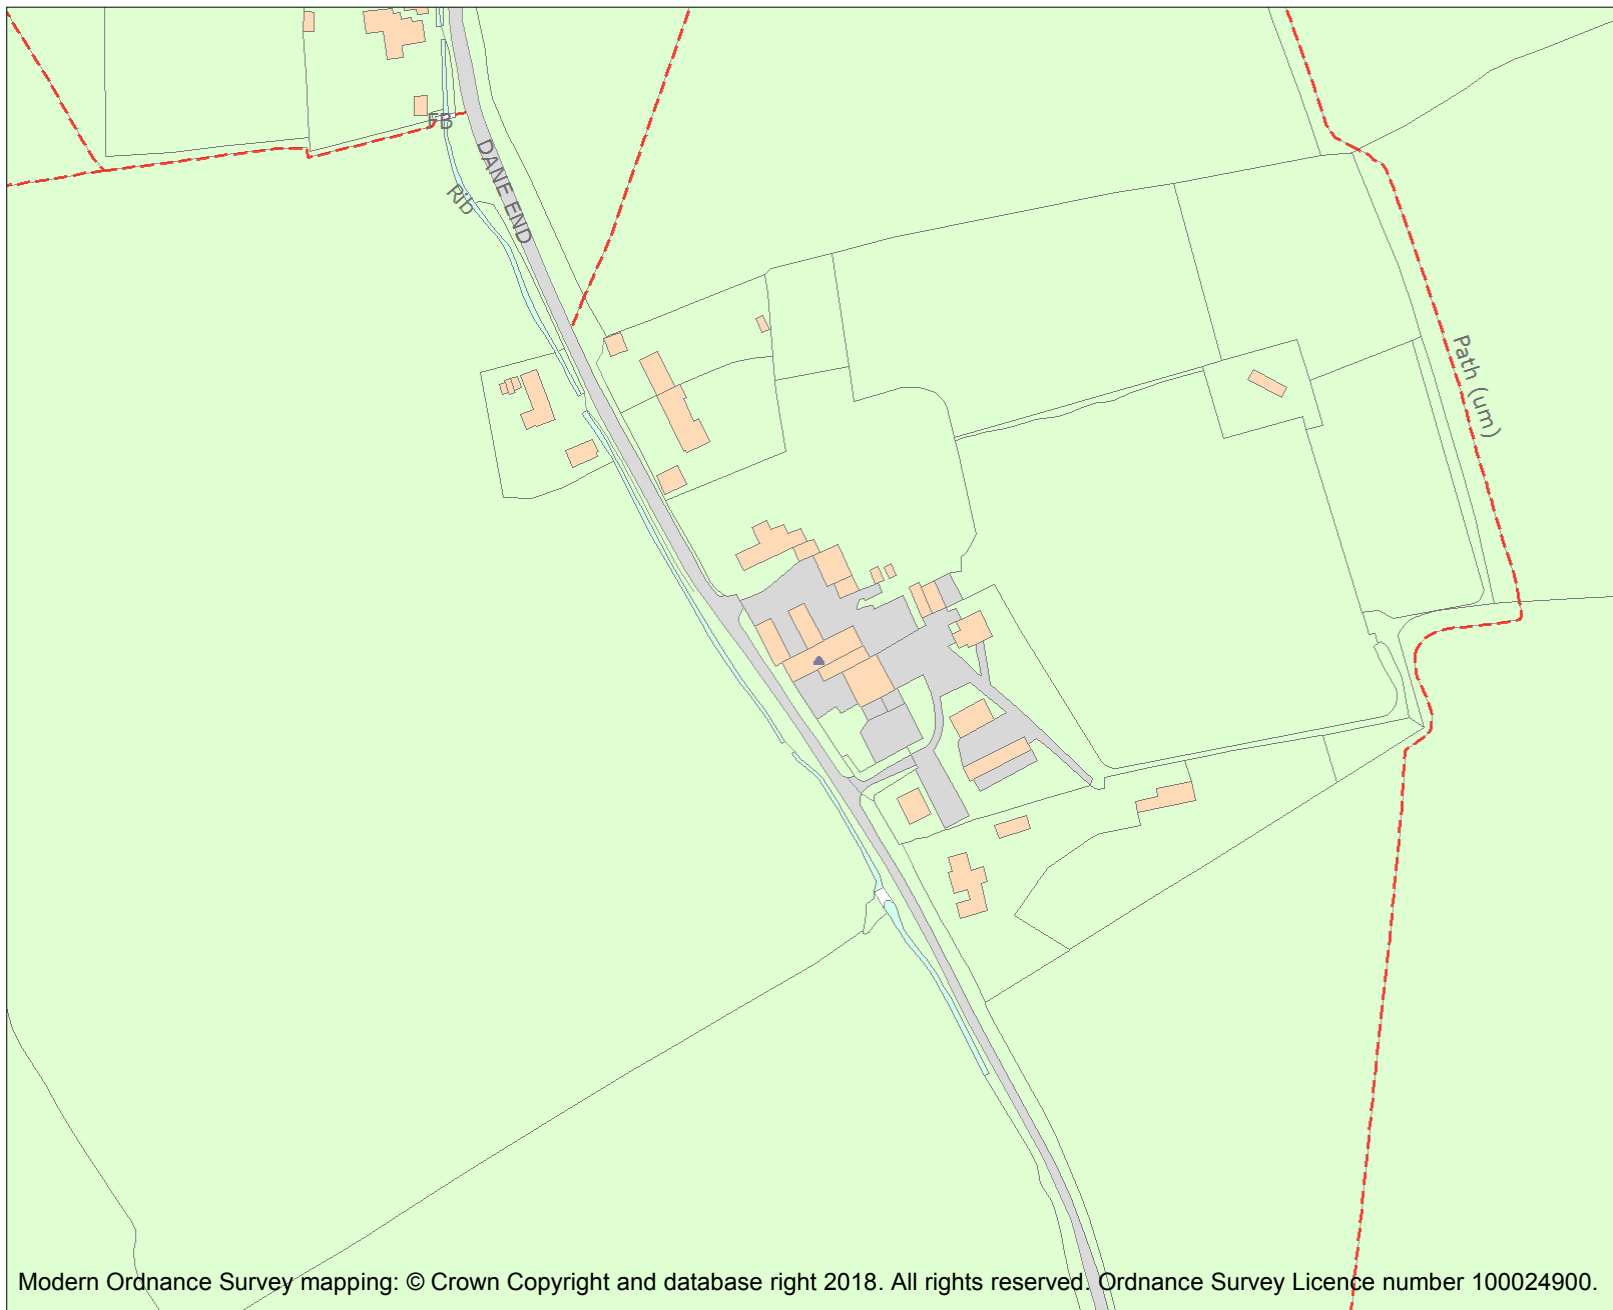 FB
Rib
DANE END
Path (um)
Modern Ordnance Survey mapping: © Crown Copyright and database right 2018. All rights reserved. Ordnance Survey Licence number 100024900.